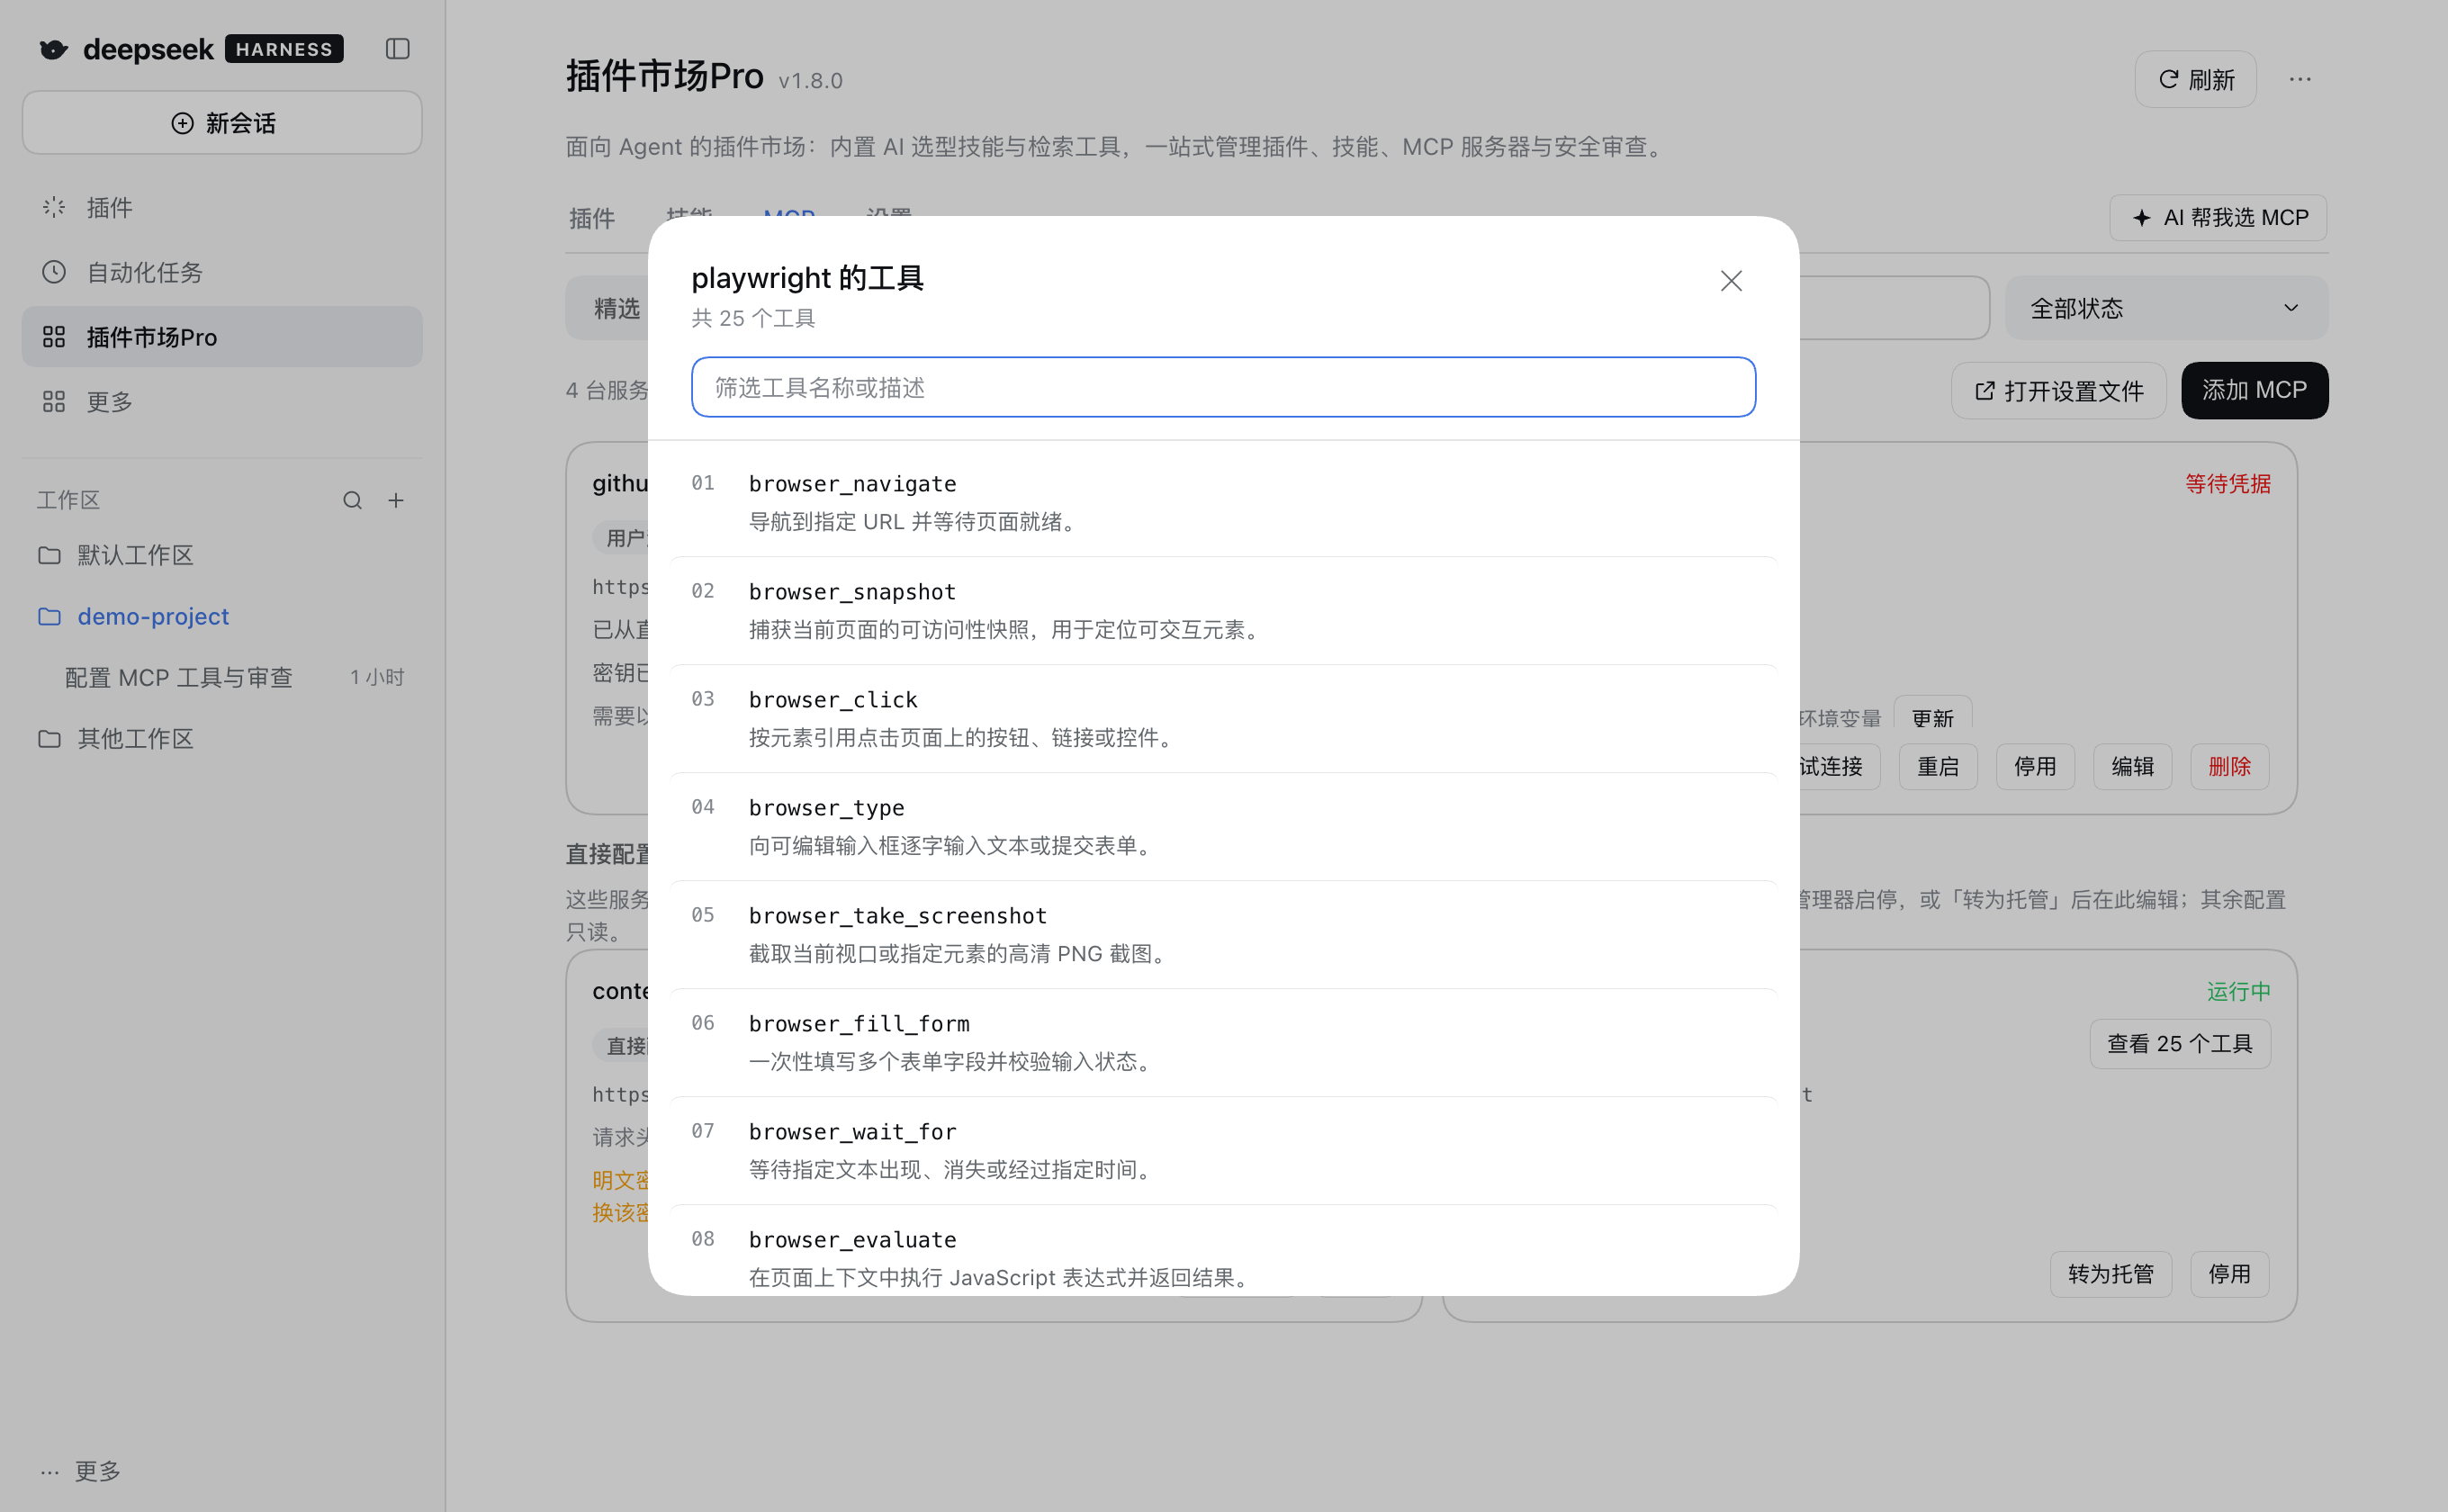 deepseek HARNESS
新会话
插件
自动化任务
插件市场Pro
更多
工作区
默认工作区
demo-project
配置 MCP 工具与审查 1 小时
其他工作区
更多
插件市场Pro v1.8.0
刷新
面向 Agent 的插件市场：内置 AI 选型技能与检索工具，一站式管理插件、技能、MCP 服务器与安全审查。
插件 技能 MCP 设置
AI 帮我选 MCP
精选
全部状态
4 台服务
打开设置文件
添加 MCP
githu
等待凭据
用户
https
已从直
密钥已
需要以
环境变量 更新
试连接 重启 停用 编辑 删除
直接配置
这些服务
管理器启停，或「转为托管」后在此编辑；其余配置
只读。
conte
运行中
直接
查看 25 个工具
https
t
请求头
明文密
换该密
转为托管 停用
playwright 的工具
共 25 个工具
筛选工具名称或描述
01 browser_navigate
导航到指定 URL 并等待页面就绪。
02 browser_snapshot
捕获当前页面的可访问性快照，用于定位可交互元素。
03 browser_click
按元素引用点击页面上的按钮、链接或控件。
04 browser_type
向可编辑输入框逐字输入文本或提交表单。
05 browser_take_screenshot
截取当前视口或指定元素的高清 PNG 截图。
06 browser_fill_form
一次性填写多个表单字段并校验输入状态。
07 browser_wait_for
等待指定文本出现、消失或经过指定时间。
08 browser_evaluate
在页面上下文中执行 JavaScript 表达式并返回结果。